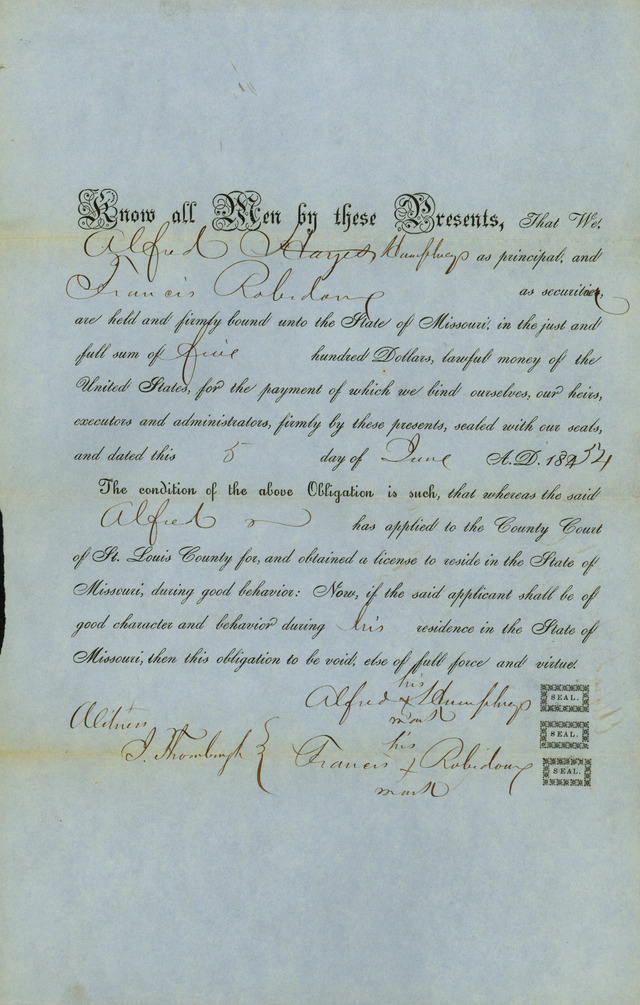 Know all Men by these Presents, That We,
Alfred Hayes Humphreys as principal, and
Francis Robidoux as securities,
are held and firmly bound unto the State of Missouri, in the just and
full sum of five hundred Dollars, lawful money of the
United States, for the payment of which we bind ourselves, our heirs,
executors and administrators, firmly by these presents, sealed with our seals,
and dated this 5 day of June A.D. 18454
The condition of the above Obligation is such, that whereas the said
Alfred has applied to the County Court
of St. Louis County for, and obtained a license to reside in the State of
Missouri, during good behavior: Now, if the said applicant shall be of
good character and behavior during his residence in the State of
Missouri, then this obligation to be void, else of full force and virtue.
his
Alfred x Humphreys SEAL.
mark
Witness SEAL.
his
J. Thornburgh Francis x Robidoux SEAL.
mark